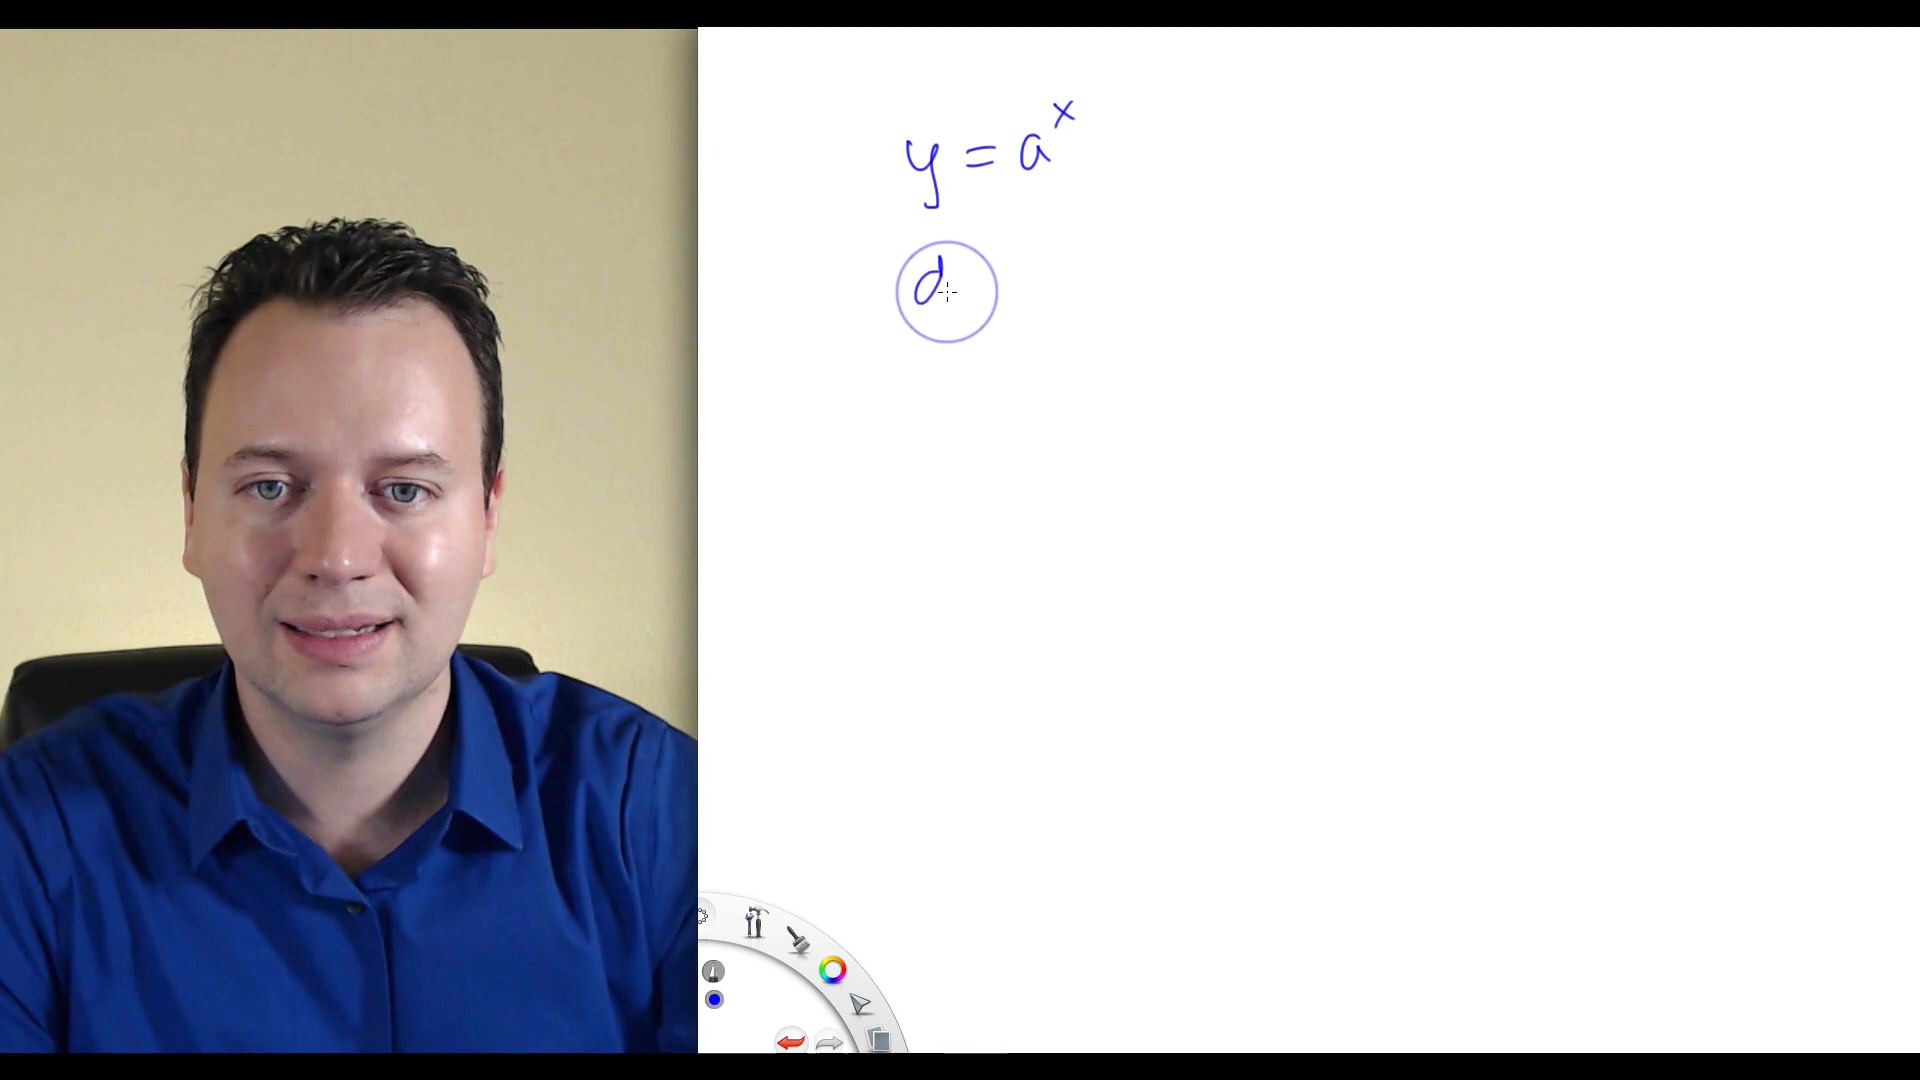 y = a^x
d